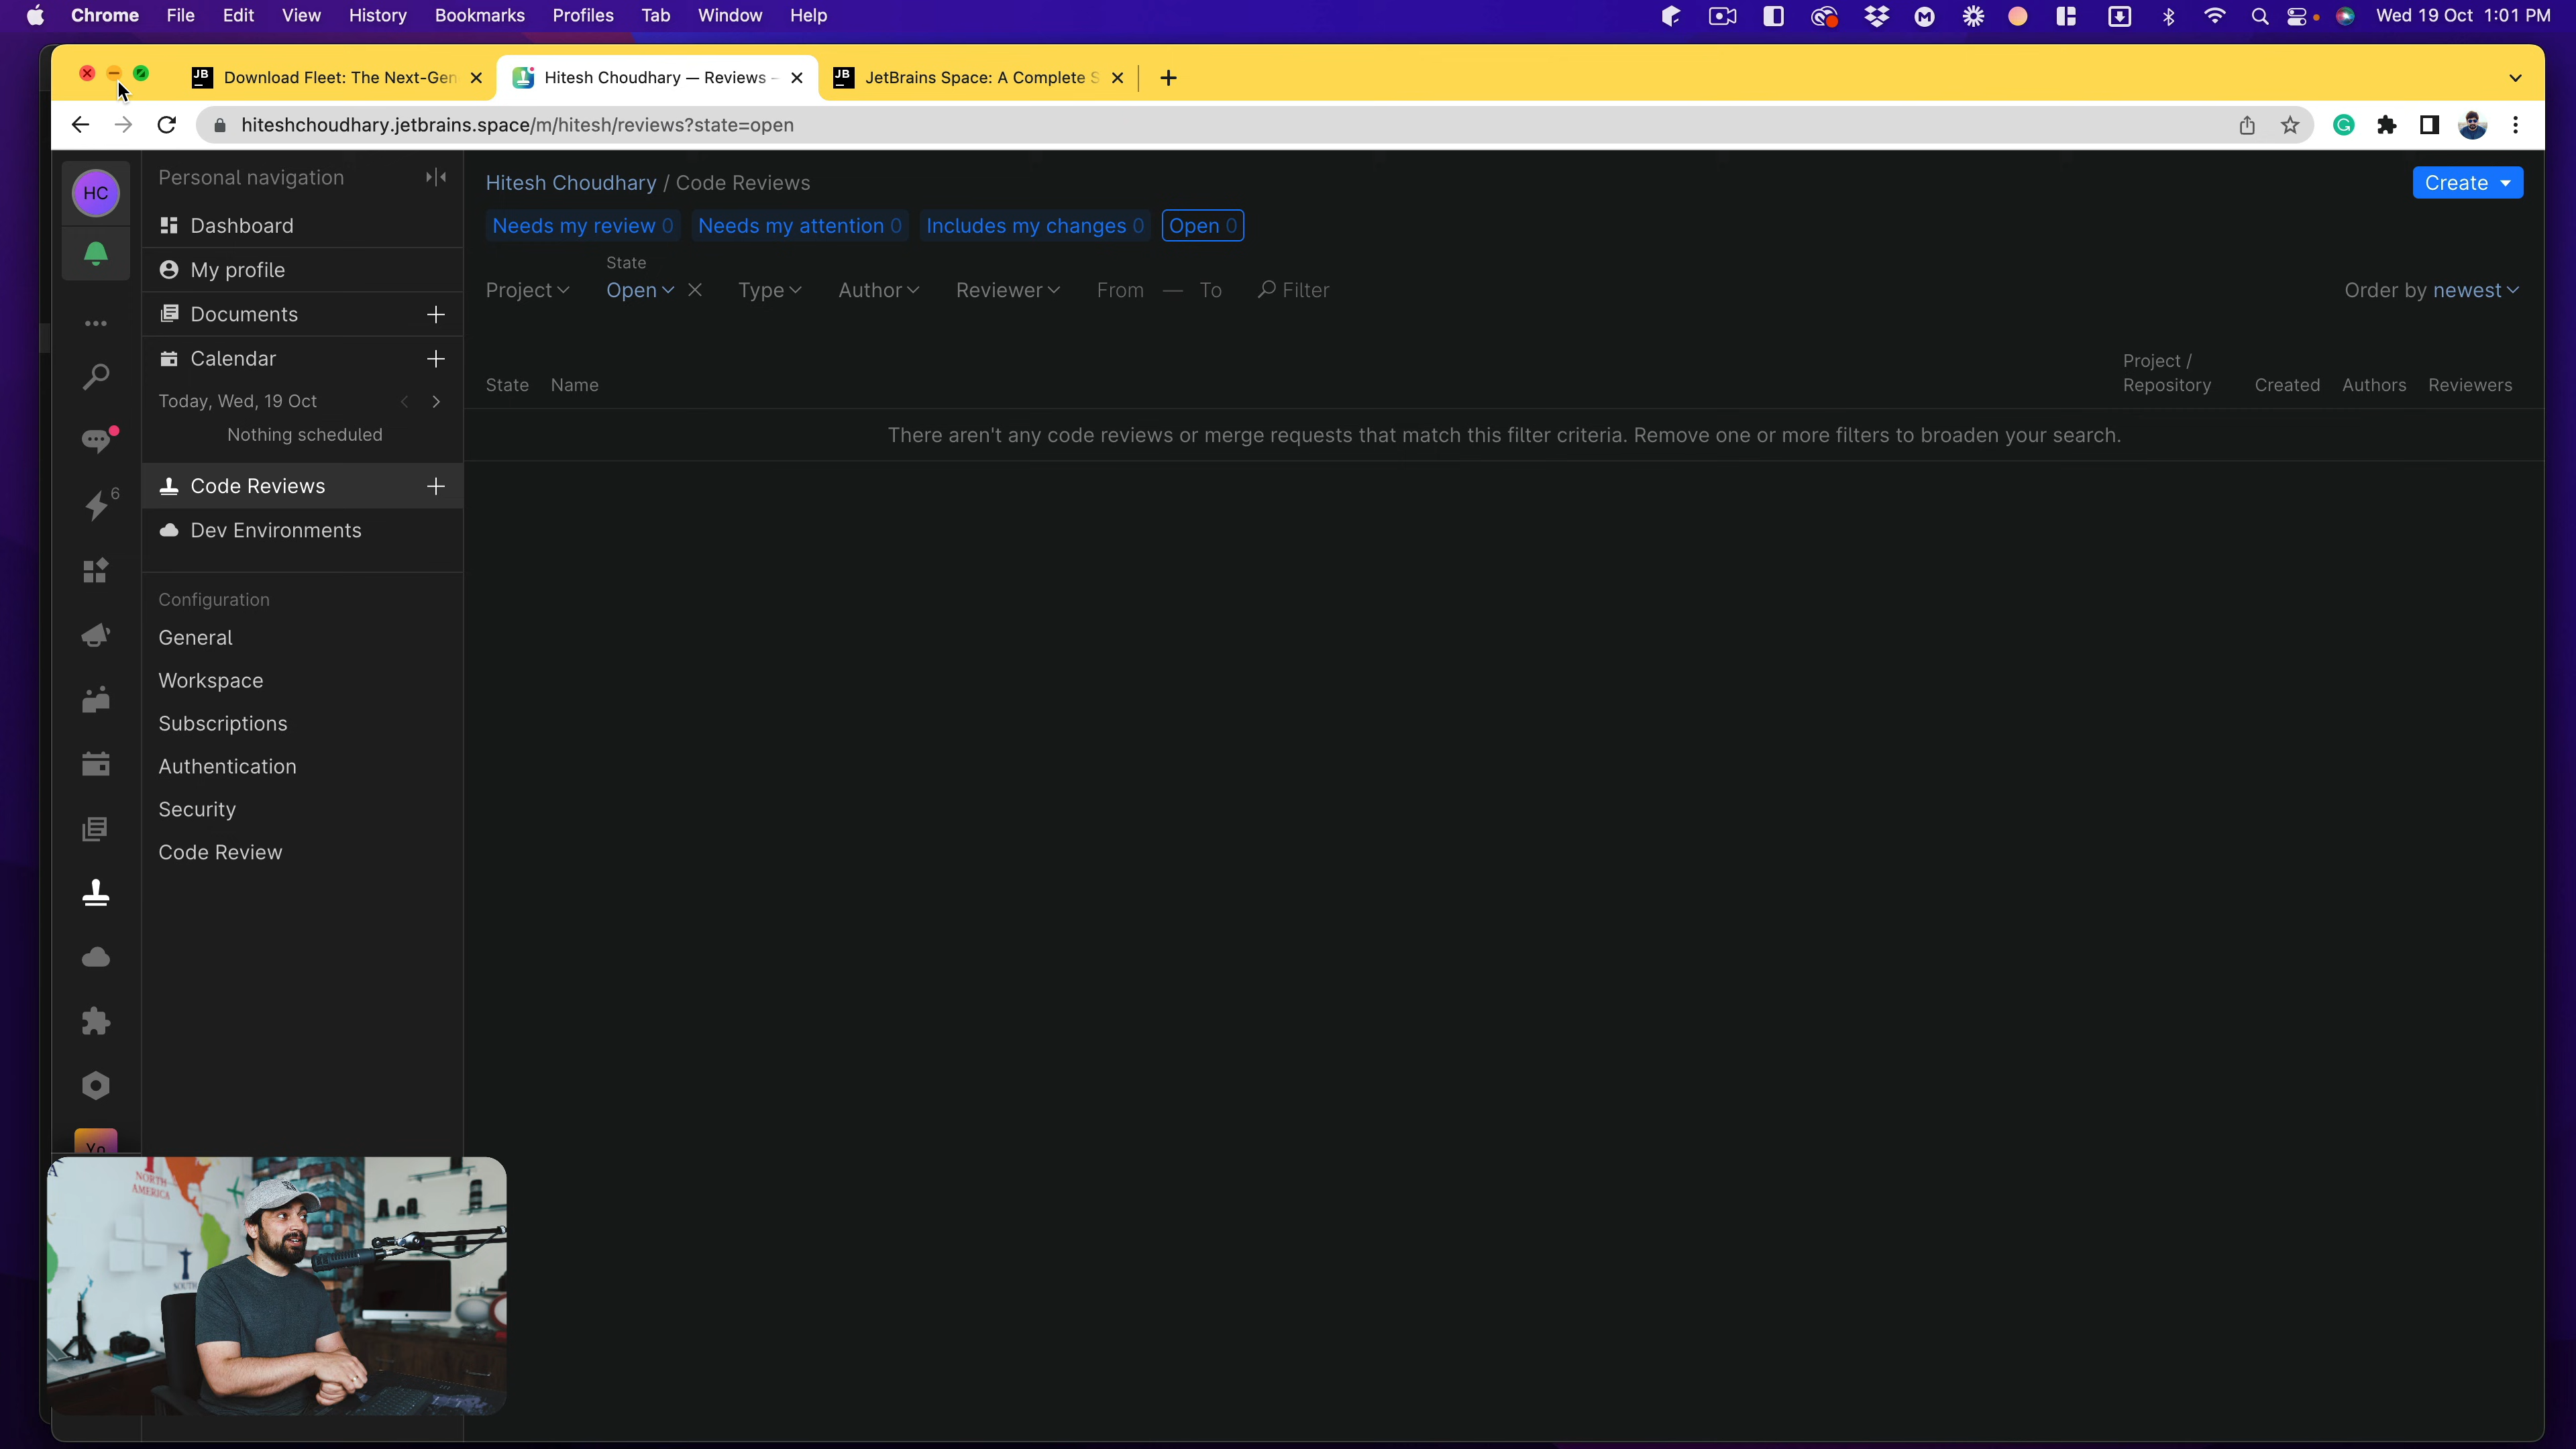 Chrome File Edit View History Bookmarks Profiles Tab Window Help
Wed 19 Oct 1:01 PM
Download Fleet: The Next-Gen
Hitesh Choudhary — Reviews -
JetBrains Space: A Complete S
hiteshchoudhary.jetbrains.space/m/hitesh/reviews?state=open
HC
6
Yo
Personal navigation
Dashboard
My profile
Documents
Calendar
Today, Wed, 19 Oct
Nothing scheduled
Code Reviews
Dev Environments
Configuration
General
Workspace
Subscriptions
Authentication
Security
Code Review
Hitesh Choudhary / Code Reviews
Create
Needs my review 0 Needs my attention 0 Includes my changes 0 Open 0
State
Project Open Type Author Reviewer From — To Filter
Order by newest
State Name Project / Repository Created Authors Reviewers
There aren't any code reviews or merge requests that match this filter criteria. Remove one or more filters to broaden your search.
NORTH
AMERICA